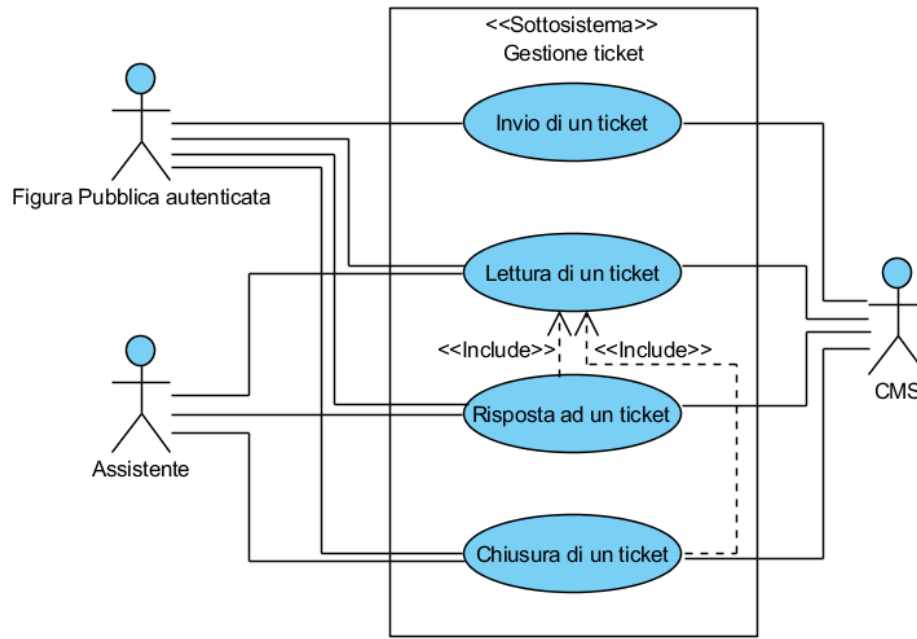 <<Sottosistema>>
Gestione ticket
Invio di un ticket
Figura Pubblica autenticata
Lettura di un ticket
<<Include>>
<<Include>>
CMS
Risposta ad un ticket
Assistente
Chiusura di un ticket